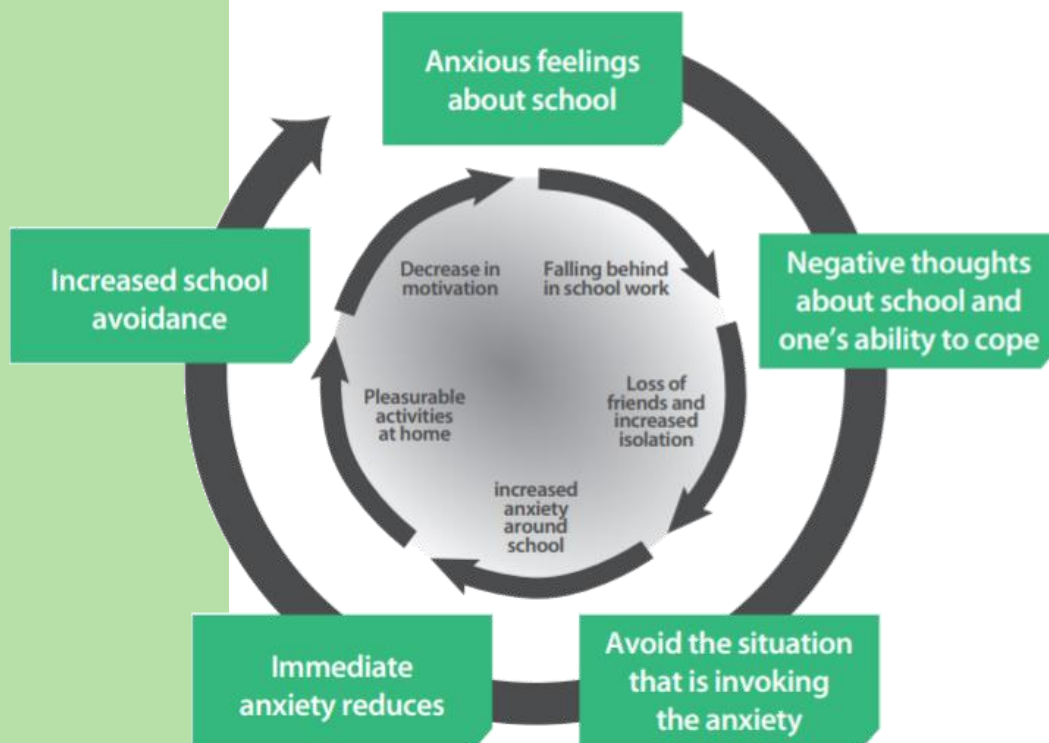 Anxious feelings
about school
Negative thoughts
about school and
one's ability to cope
Avoid the situation
that is invoking
the anxiety
Immediate
anxiety reduces
Increased school
avoidance
Falling behind
in school work
Loss of
friends and
increased
isolation
increased
anxiety
around
school
Pleasurable
activities
at home
Decrease in
motivation